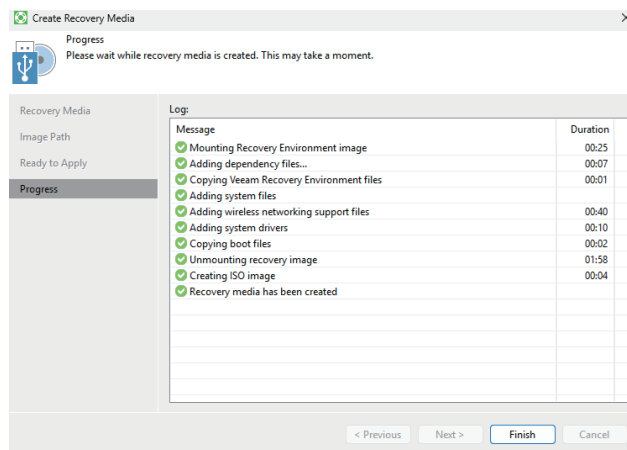 Create Recovery Media
Progress
Please wait while recovery media is created. This may take a moment.
Recovery Media
Image Path
Ready to Apply
Progress
Log:
Message Duration
Mounting Recovery Environment image 00:25
Adding dependency files... 00:07
Copying Veeam Recovery Environment files 00:01
Adding system files
Adding wireless networking support files 00:40
Adding system drivers 00:10
Copying boot files 00:02
Unmounting recovery image 01:58
Creating ISO image 00:04
Recovery media has been created
< Previous Next > Finish Cancel